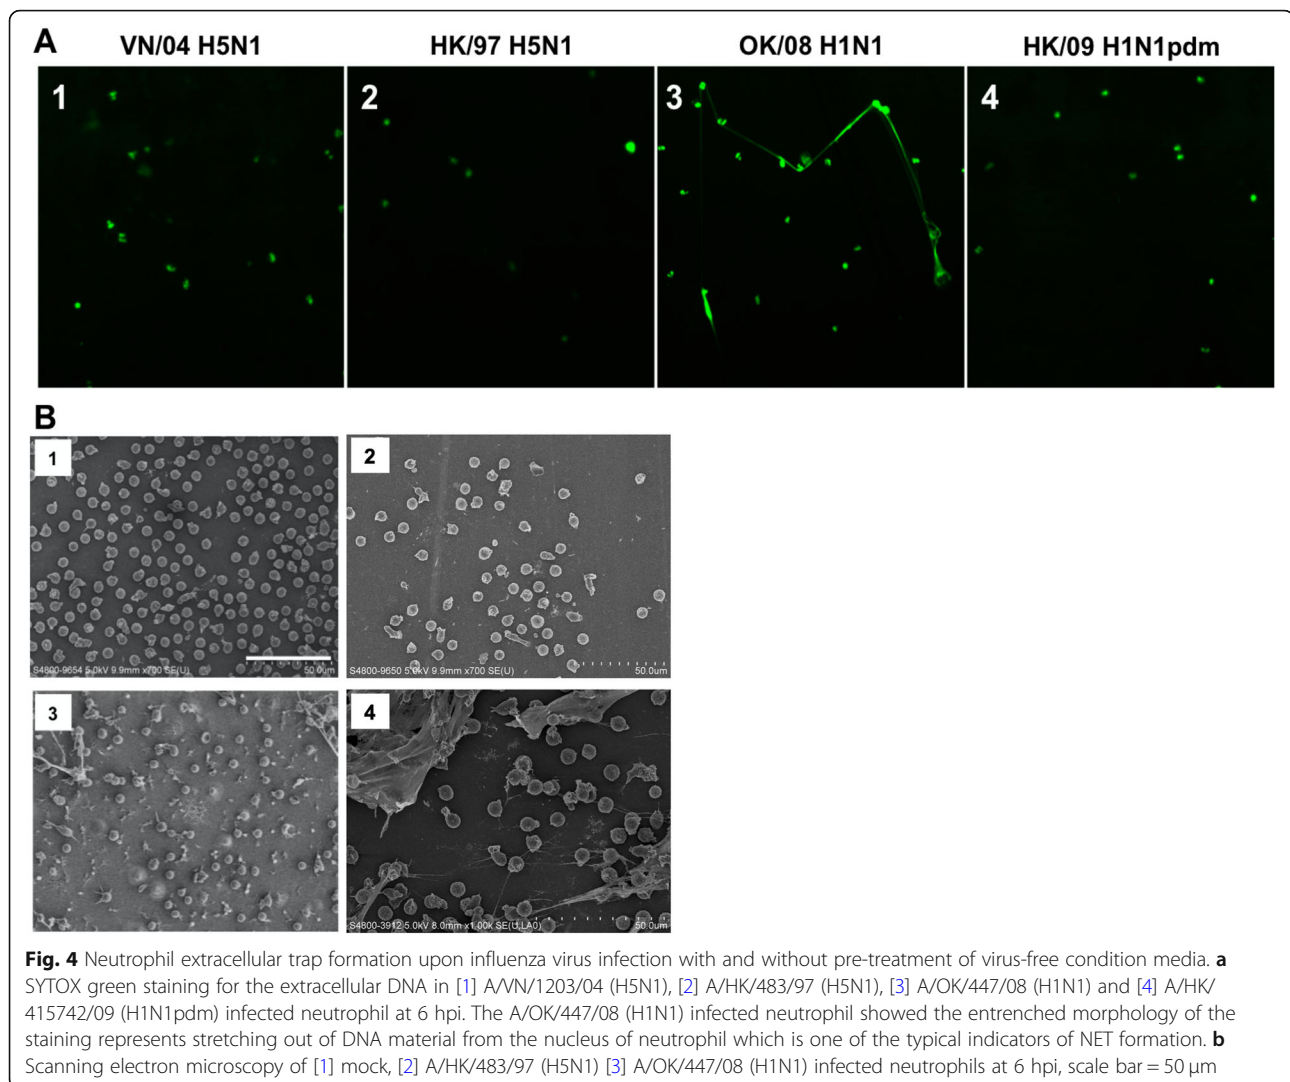 A
VN/04 H5N1 HK/97 H5N1 OK/08 H1N1 HK/09 H1N1pdm
1 2 3 4
B
1 2
S4800-9654 5.0kV 9.9mm x700 SE(U) 50.0um S4800-9650 5.0kV 9.9mm x700 SE(U) 50.0um
3 4
S4800-3912 5.0kV 8.0mm x1.00k SE(U,LA0) 50.0um
Fig. 4 Neutrophil extracellular trap formation upon influenza virus infection with and without pre-treatment of virus-free condition media. a
SYTOX green staining for the extracellular DNA in [1] A/VN/1203/04 (H5N1), [2] A/HK/483/97 (H5N1), [3] A/OK/447/08 (H1N1) and [4] A/HK/
415742/09 (H1N1pdm) infected neutrophil at 6 hpi. The A/OK/447/08 (H1N1) infected neutrophil showed the entrenched morphology of the
staining represents stretching out of DNA material from the nucleus of neutrophil which is one of the typical indicators of NET formation. b
Scanning electron microscopy of [1] mock, [2] A/HK/483/97 (H5N1) [3] A/OK/447/08 (H1N1) infected neutrophils at 6 hpi, scale bar = 50 μm